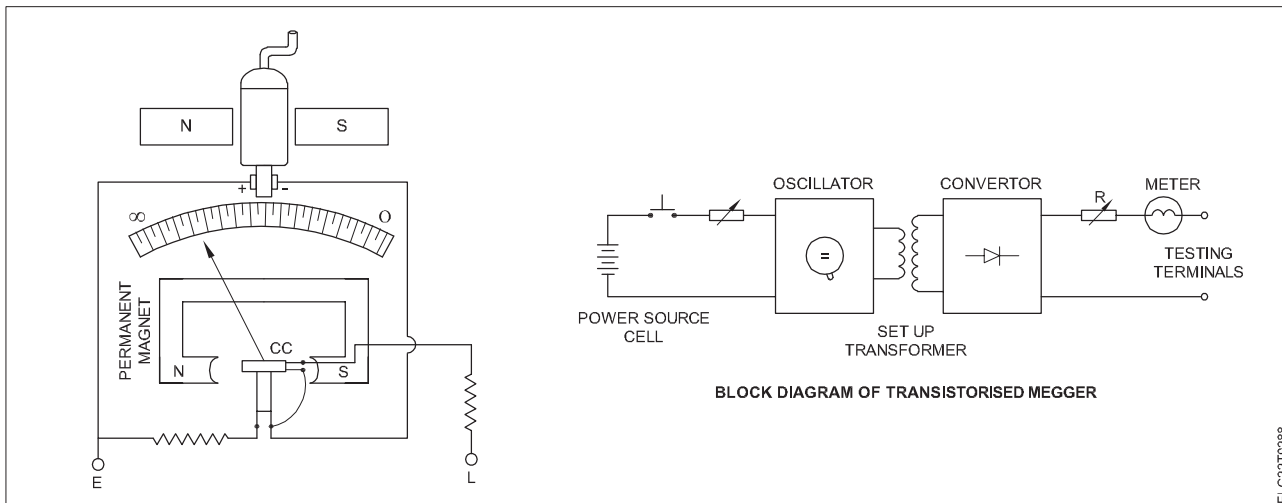 N
S
+
-
∞
O
PERMANENT
MAGNET
CC
N
S
E
L
OSCILLATOR
CONVERTOR
R
METER
=
TESTING
TERMINALS
POWER SOURCE
CELL
SET UP
TRANSFORMER
BLOCK DIAGRAM OF TRANSISTORISED MEGGER